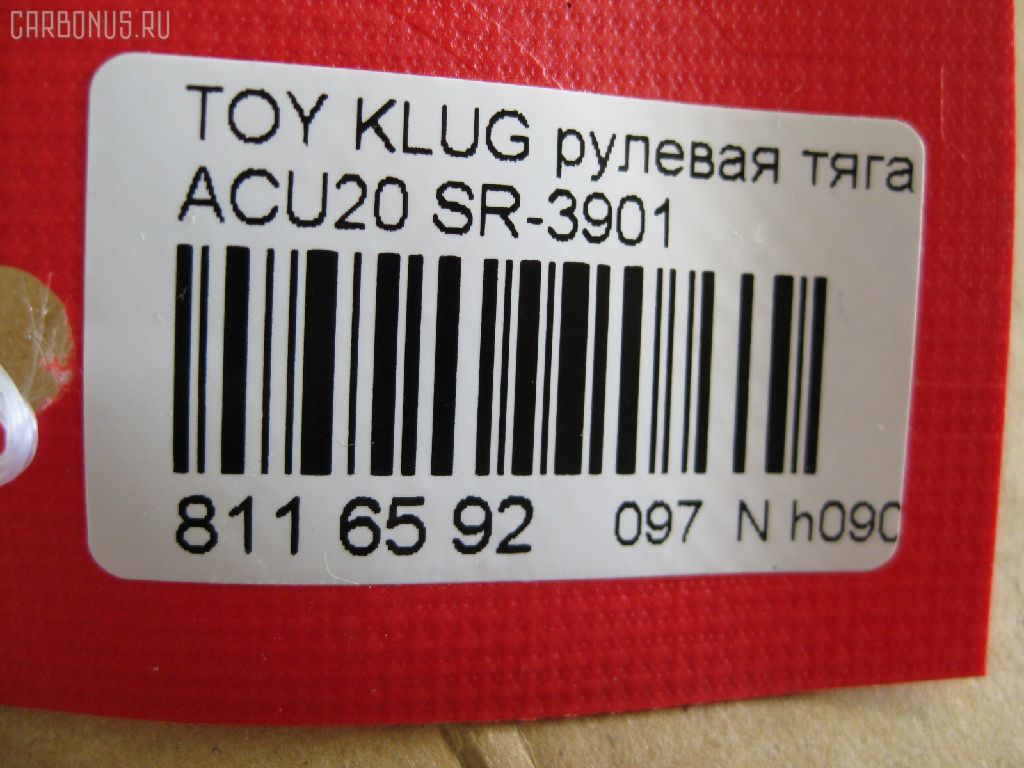 CARBONUS.RU
TOY KLUG рулевая тяга
ACU20 SR-3901
811 65 92 097 N h090